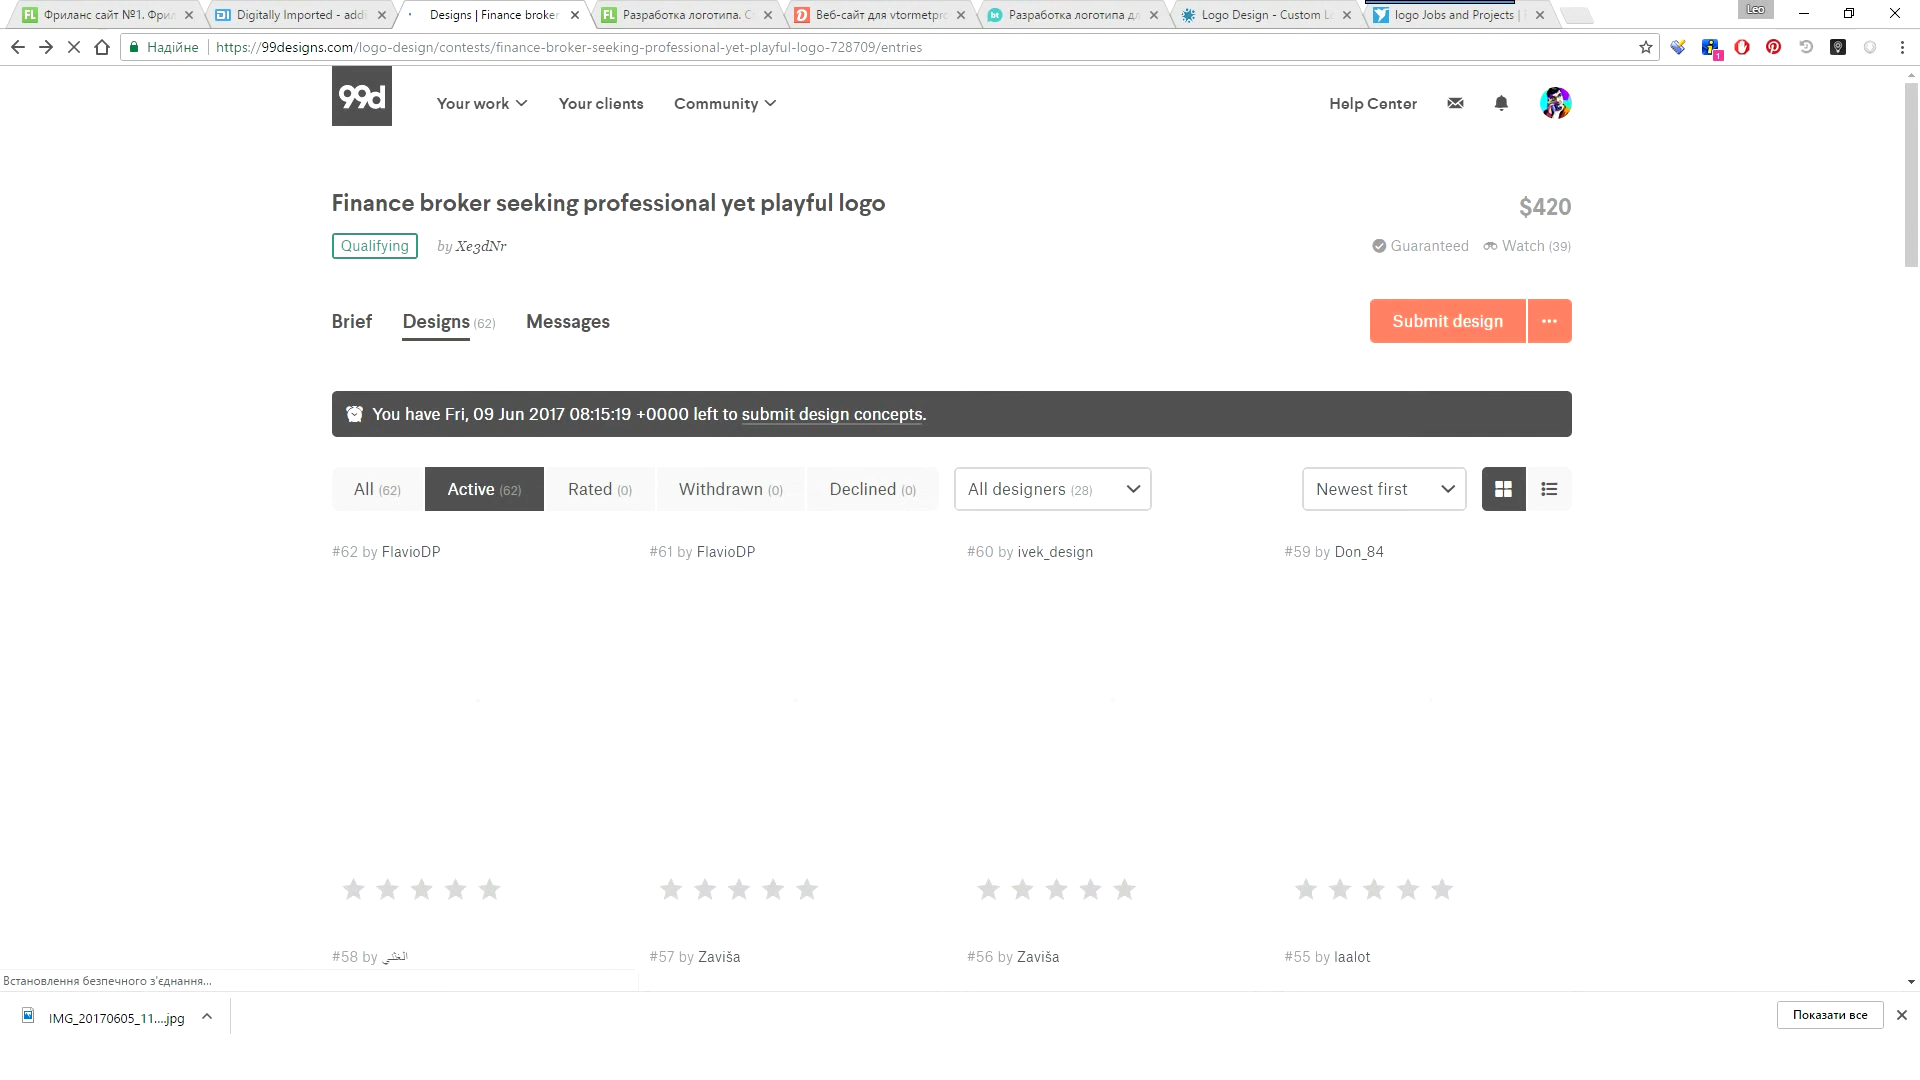 Фриланс сайт №1. Фрил
Digitally Imported - addi
Designs | Finance broker
Разработка логотипа. С
Веб-сайт для vtormetpro
Разработка логотипа дл
Logo Design - Custom Lo
logo Jobs and Projects | F
Leo
Надійне
https://99designs.com/logo-design/contests/finance-broker-seeking-professional-yet-playful-logo-728709/entries
99d
Your work
Your clients
Community
Help Center
Finance broker seeking professional yet playful logo
$420
Qualifying
by Xe3dNr
Guaranteed
Watch (39)
Brief
Designs (62)
Messages
Submit design
You have Fri, 09 Jun 2017 08:15:19 +0000 left to submit design concepts.
All (62)
Active (62)
Rated (0)
Withdrawn (0)
Declined (0)
All designers (28)
Newest first
#62 by FlavioDP
#61 by FlavioDP
#60 by ivek_design
#59 by Don_84
#58 by
#57 by Zaviša
#56 by Zaviša
#55 by laalot
Встановлення безпечного з'єднання...
IMG_20170605_11....jpg
Показати все